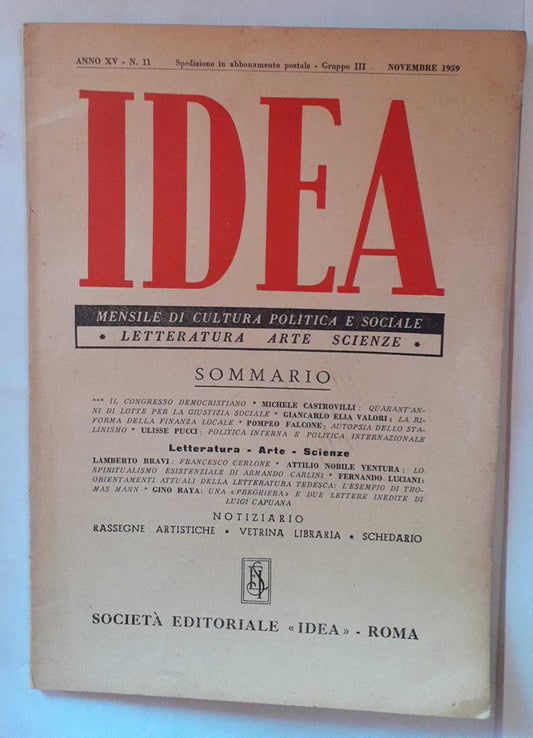 ANNO XV - N. 11 Spedizione in abbonamento postale - Gruppo III NOVEMBRE 1959
IDEA
MENSILE DI CULTURA POLITICA E SOCIALE
* LETTERATURA ARTE SCIENZE *
SOMMARIO
*** IL CONGRESSO DEMOCRISTIANO * MICHELE CASTROVILLI: QUARANT'AN-
NI DI LOTTE PER LA GIUSTIZIA SOCIALE * GIANCARLO ELIA VALORI: LA RI-
FORMA DELLA FINANZA LOCALE * POMPEO FALCONE: AUTOPSIA DELLO STA-
LINISMO * ULISSE PUCCI: POLITICA INTERNA E POLITICA INTERNAZIONALE
Letteratura - Arte - Scienze
LAMBERTO BRAVI: FRANCESCO CERLONE * ATTILIO NOBILE VENTURA: LO
SPIRITUALISMO ESISTENZIALE DI ARMANDO CARLINI * FERNANDO LUCIANI:
ORIENTAMENTI ATTUALI DELLA LETTERATURA TEDESCA: L'ESEMPIO DI THO-
MAS MANN * GINO RAYA: UNA «PREGHIERA» E DUE LETTERE INEDITE DI
LUIGI CAPUANA
NOTIZIARIO
RASSEGNE ARTISTICHE * VETRINA LIBRARIA * SCHEDARIO
SOCIETÀ EDITORIALE «IDEA» - ROMA